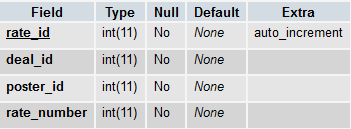 Field Type Null Default Extra
rate_id int(11) No None auto_increment
deal_id int(11) No None
poster_id int(11) No None
rate_number int(11) No None